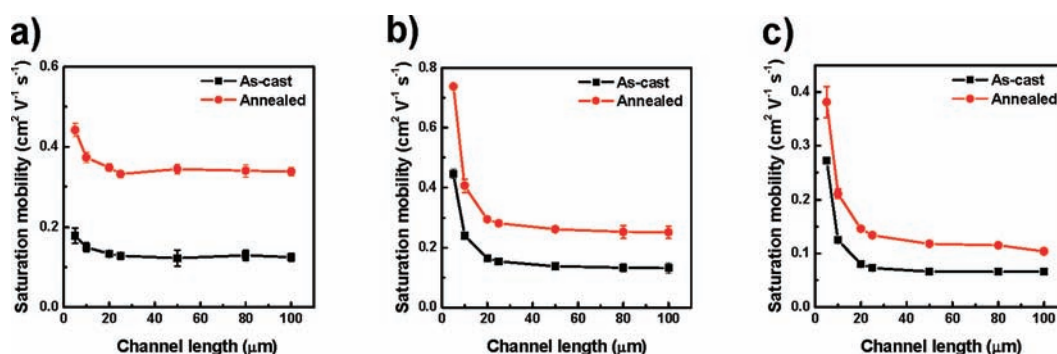 a)
Saturation mobility (cm² V⁻¹ s⁻¹)
0.6
0.4
0.2
0.0
As-cast
Annealed
0 20 40 60 80 100
Channel length (μm)
b)
Saturation mobility (cm² V⁻¹ s⁻¹)
0.8
0.6
0.4
0.2
0.0
As-cast
Annealed
0 20 40 60 80 100
Channel length (μm)
c)
Saturation mobility (cm² V⁻¹ s⁻¹)
0.4
0.3
0.2
0.1
0.0
As-cast
Annealed
0 20 40 60 80 100
Channel length (μm)